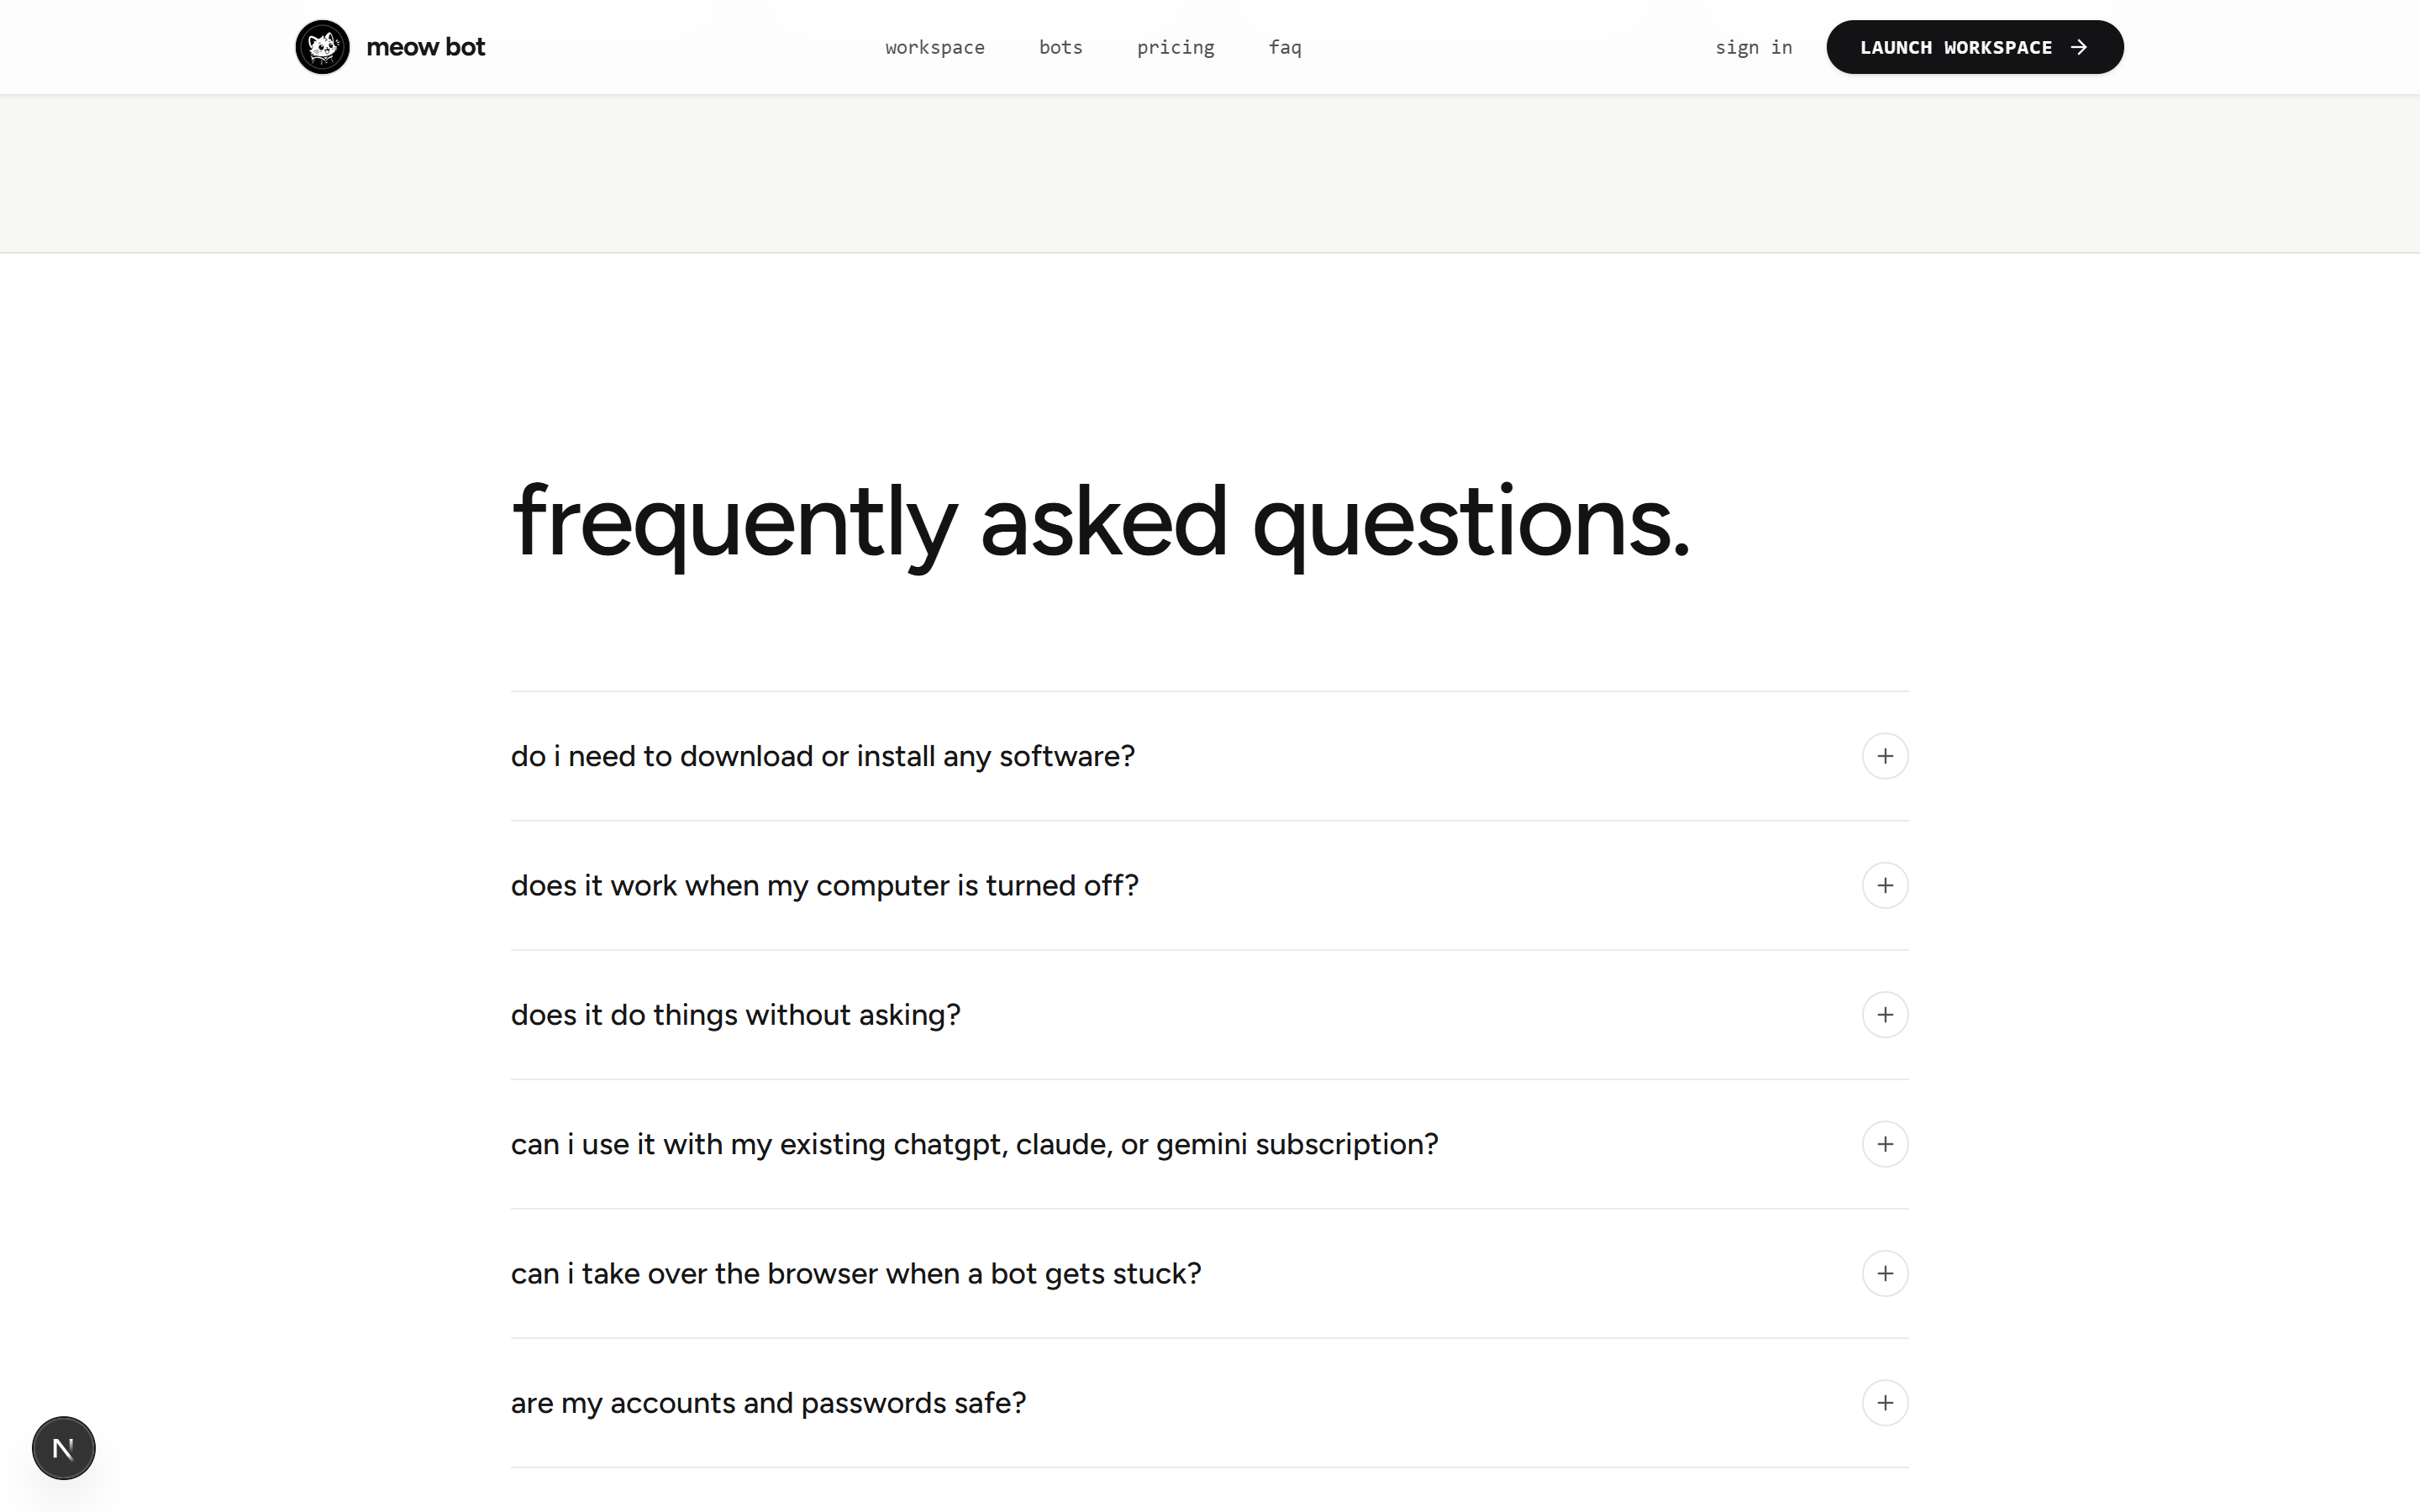 meow bot
workspace
bots
pricing
faq
sign in
LAUNCH WORKSPACE
frequently asked questions.
do i need to download or install any software?
does it work when my computer is turned off?
does it do things without asking?
can i use it with my existing chatgpt, claude, or gemini subscription?
can i take over the browser when a bot gets stuck?
are my accounts and passwords safe?
N